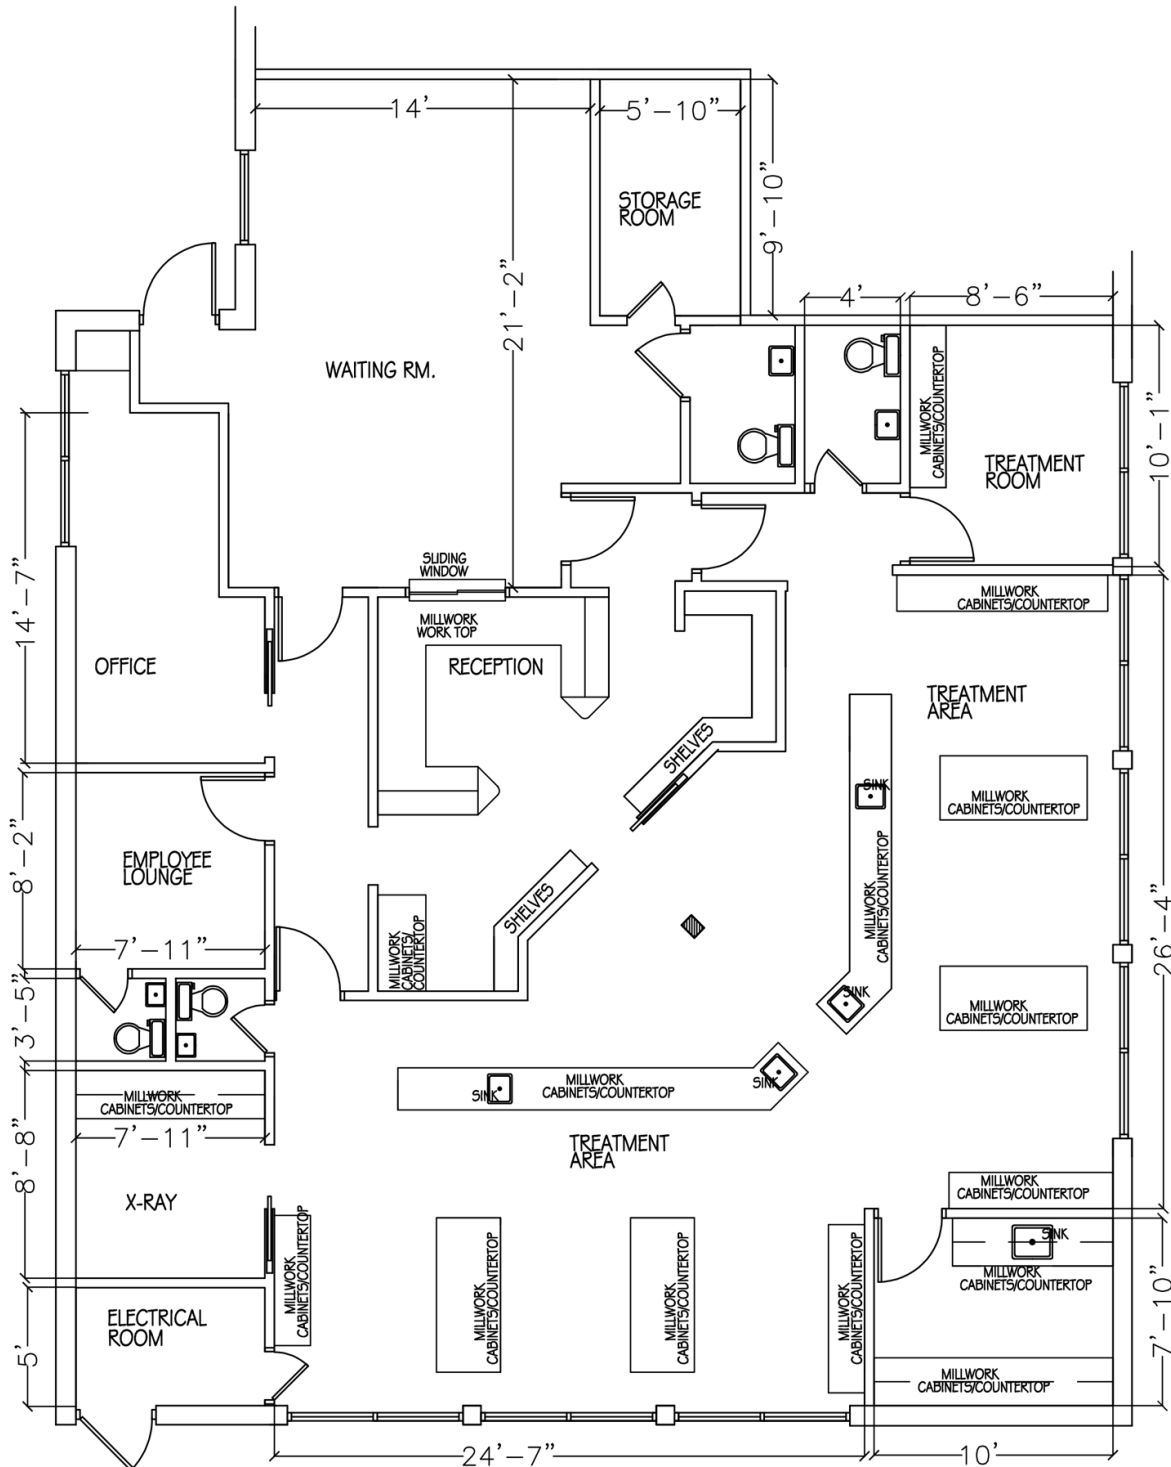 14'
5'-10"
STORAGE
ROOM
9'-10"
21'-2"
4'
8'-6"
WAITING RM.
MILLWORK
CABINETS/COUNTERTOP
TREATMENT
ROOM
10'-1"
14'-7"
SLIDING
WINDOW
MILLWORK
WORK TOP
MILLWORK
CABINETS/COUNTERTOP
OFFICE
RECEPTION
TREATMENT
AREA
SHELVES
SINK
MILLWORK
CABINETS/COUNTERTOP
8'-2"
EMPLOYEE
LOUNGE
MILLWORK
CABINETS/COUNTERTOP
SHELVES
26'-4"
7'-11"
MILLWORK
CABINETS/
COUNTERTOP
3'-5"
SINK
MILLWORK
CABINETS/COUNTERTOP
MILLWORK
CABINETS/COUNTERTOP
SINK
MILLWORK
CABINETS/COUNTERTOP
SINK
7'-11"
8'-8"
TREATMENT
AREA
X-RAY
MILLWORK
CABINETS/COUNTERTOP
SINK
MILLWORK
CABINETS/COUNTERTOP
MILLWORK
CABINETS/COUNTERTOP
MILLWORK
CABINETS/COUNTERTOP
MILLWORK
CABINETS/COUNTERTOP
MILLWORK
CABINETS/COUNTERTOP
7'-10"
ELECTRICAL
ROOM
5'
MILLWORK
CABINETS/COUNTERTOP
24'-7"
10'